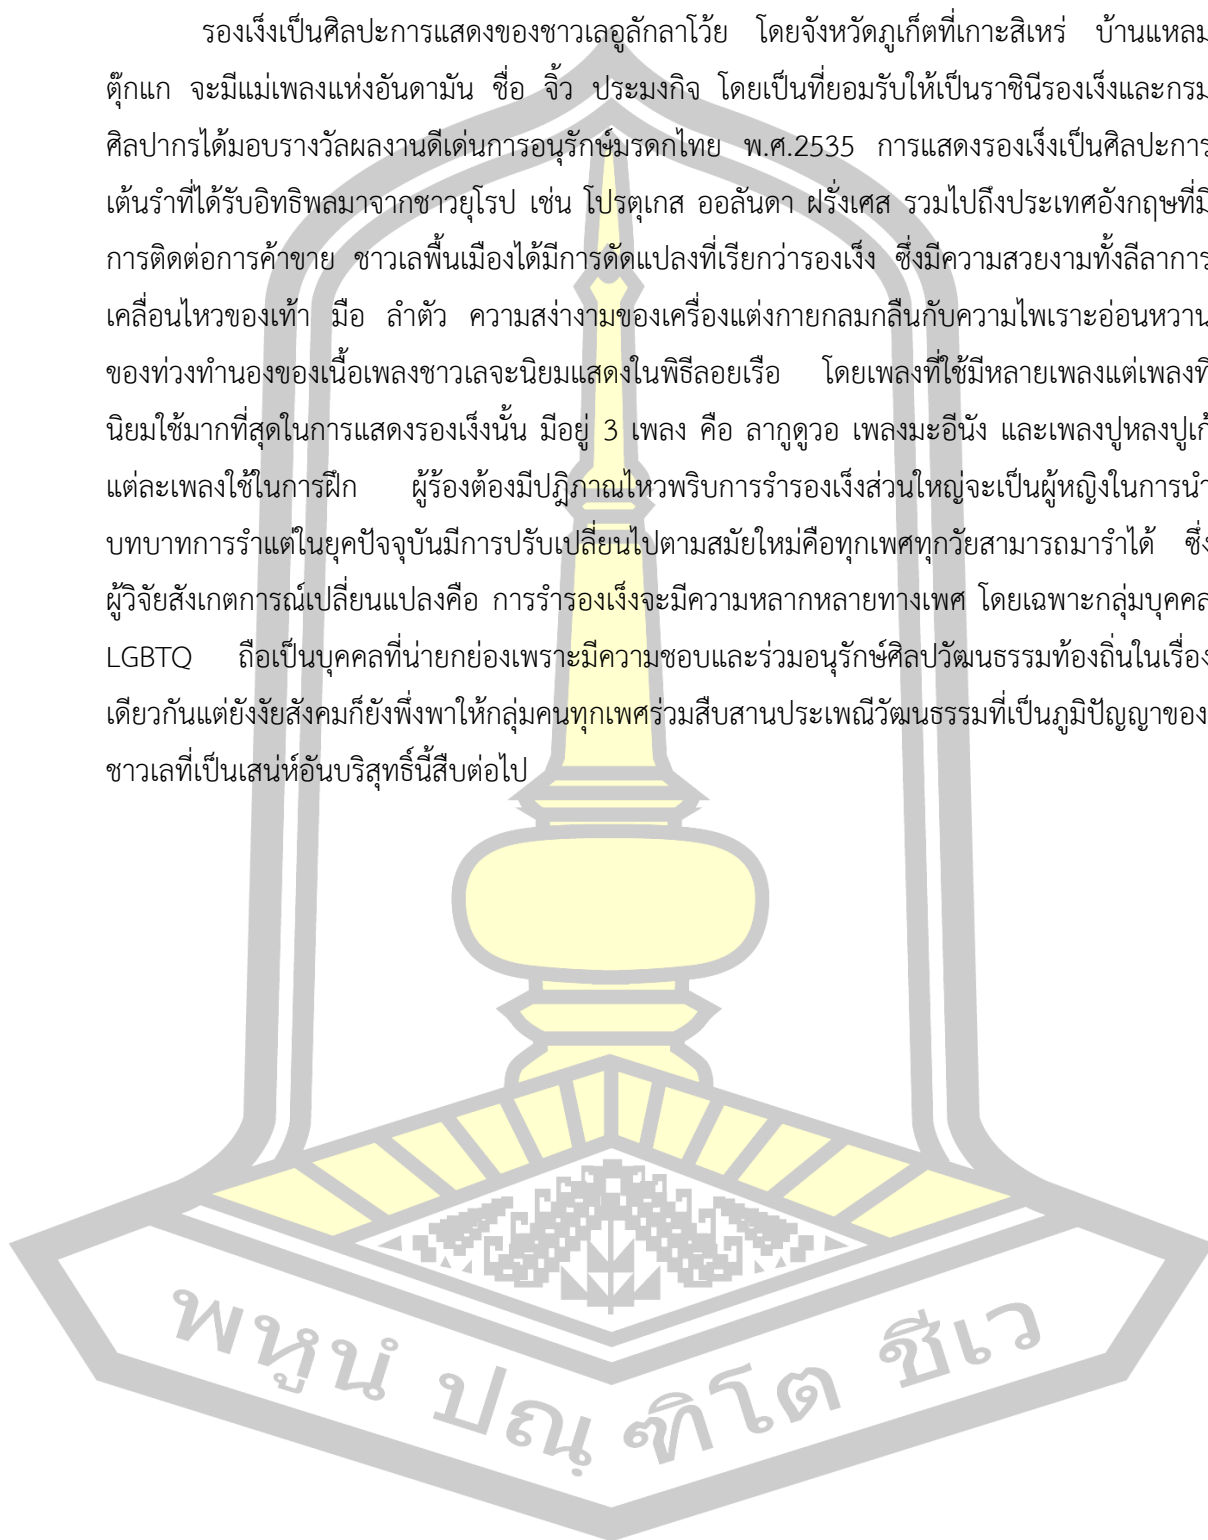 รองเง็งเป็นศิลปะการแสดงของชาวเลอูลักลาโว้ย โดยจังหวัดภูเก็ตที่เกาะสิเหร่ บ้านแหลม
ตุ๊กแก จะมีแม่เพลงแห่งอันดามัน ชื่อ จิ้ว ประมงกิจ โดยเป็นที่ยอมรับให้เป็นราชินีรองเง็งและกรม
ศิลปากรได้มอบรางวัลผลงานดีเด่นการอนุรักษ์มรดกไทย พ.ศ.2535 การแสดงรองเง็งเป็นศิลปะการ
เต้นรำที่ได้รับอิทธิพลมาจากชาวยุโรป เช่น โปรตุเกส ออลันดา ฝรั่งเศส รวมไปถึงประเทศอังกฤษที่มี
การติดต่อการค้าขาย ชาวเลพื้นเมืองได้มีการดัดแปลงที่เรียกว่ารองเง็ง ซึ่งมีความสวยงามทั้งลีลาการ
เคลื่อนไหวของเท้า มือ ลำตัว ความสง่างามของเครื่องแต่งกายกลมกลืนกับความไพเราะอ่อนหวาน
ของท่วงทำนองของเนื้อเพลงชาวเลจะนิยมแสดงในพิธีลอยเรือ โดยเพลงที่ใช้มีหลายเพลงแต่เพลงที่
นิยมใช้มากที่สุดในการแสดงรองเง็งนั้น มีอยู่ 3 เพลง คือ ลากูดูวอ เพลงมะอีนัง และเพลงปูหลงปูเก้
แต่ละเพลงใช้ในการฝึก ผู้ร้องต้องมีปฎิภาณไหวพริบการรำรองเง็งส่วนใหญ่จะเป็นผู้หญิงในการนำ
บทบาทการรำแต่ในยุคปัจจุบันมีการปรับเปลี่ยนไปตามสมัยใหม่คือทุกเพศทุกวัยสามารถมารำได้ ซึ่ง
ผู้วิจัยสังเกตการณ์เปลี่ยนแปลงคือ การรำรองเง็งจะมีความหลากหลายทางเพศ โดยเฉพาะกลุ่มบุคคล
LGBTQ ถือเป็นบุคคลที่น่ายกย่องเพราะมีความชอบและร่วมอนุรักษ์ศิลปวัฒนธรรมท้องถิ่นในเรื่อง
เดียวกันแต่ยังงัยสังคมก็ยังพึ่งพาให้กลุ่มคนทุกเพศร่วมสืบสานประเพณีวัฒนธรรมที่เป็นภูมิปัญญาของ
ชาวเลที่เป็นเสน่ห์อันบริสุทธิ์นี้สืบต่อไป
พหูนํ ปณฺฑิโต ชีเว